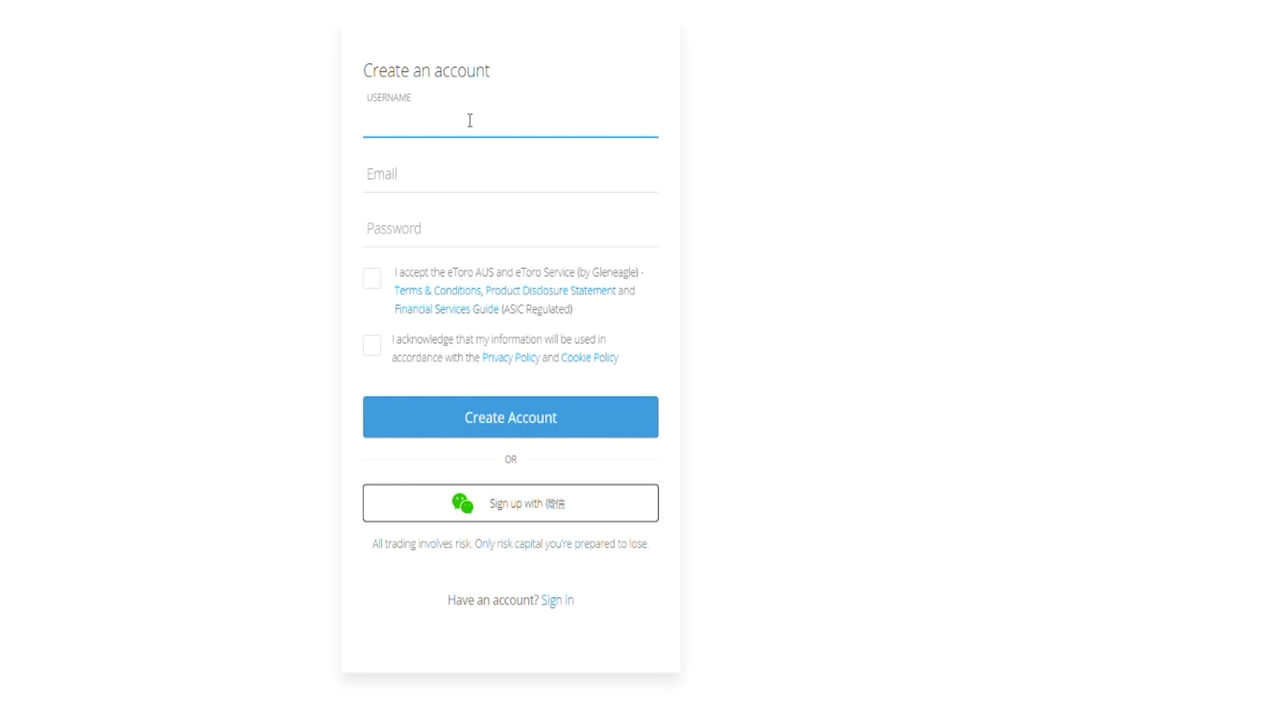 Create an account
USERNAME
Email
Password
I accept the eToro AUS and eToro Service (by Gleneagle) -
Terms & Conditions, Product Disclosure Statement and
Financial Services Guide (ASIC Regulated)
I acknowledge that my information will be used in
accordance with the Privacy Policy and Cookie Policy
Create Account
OR
Sign up with 微信
All trading involves risk. Only risk capital you're prepared to lose.
Have an account? Sign in